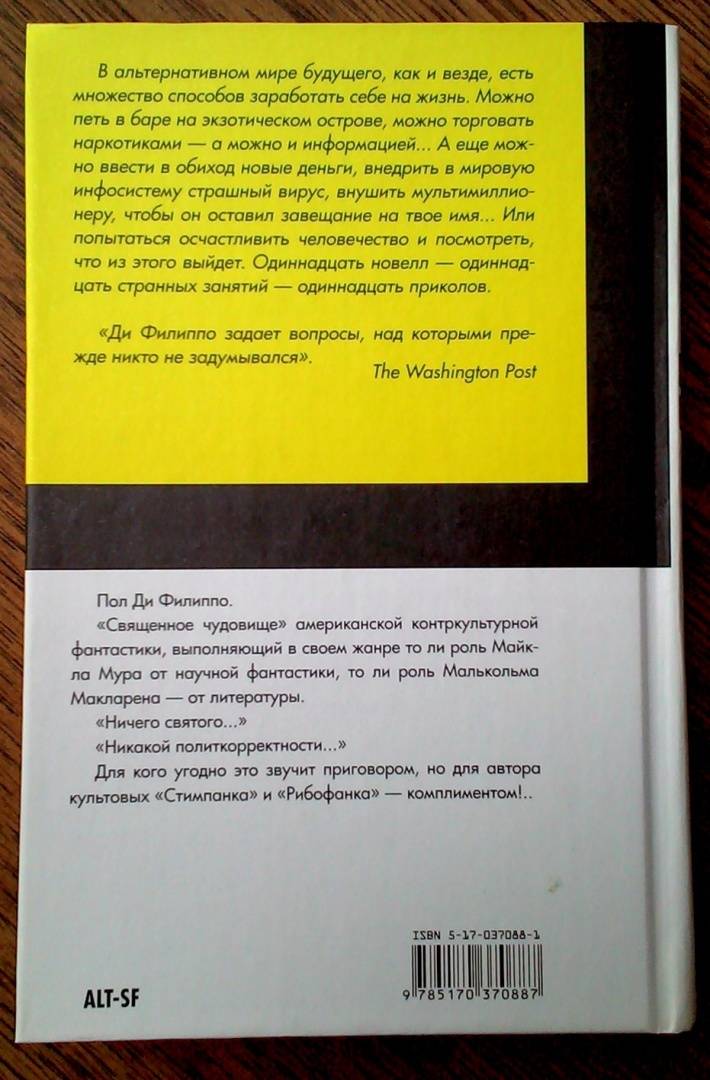 В альтернативном мире будущего, как и везде, есть
множество способов заработать себе на жизнь. Можно
петь в баре на экзотическом острове, можно торговать
наркотиками — а можно и информацией... А еще мож-
но ввести в обиход новые деньги, внедрить в мировую
инфосистему страшный вирус, внушить мультимиллио-
неру, чтобы он оставил завещание на твое имя... Или
попытаться осчастливить человечество и посмотреть,
что из этого выйдет. Одиннадцать новелл — одиннад-
цать странных занятий — одиннадцать приколов.
«Ди Филиппо задает вопросы, над которыми пре-
жде никто не задумывался».
The Washington Post
Пол Ди Филиппо.
«Священное чудовище» американской контркультурной
фантастики, выполняющий в своем жанре то ли роль Майк-
ла Мура от научной фантастики, то ли роль Малькольма
Макларена — от литературы.
«Ничего святого...»
«Никакой политкорректности...»
Для кого угодно это звучит приговором, но для автора
культовых «Стимпанка» и «Рибофанка» — комплиментом!..
ISBN 5-17-037088-1
9 785170 370887
ALT-SF